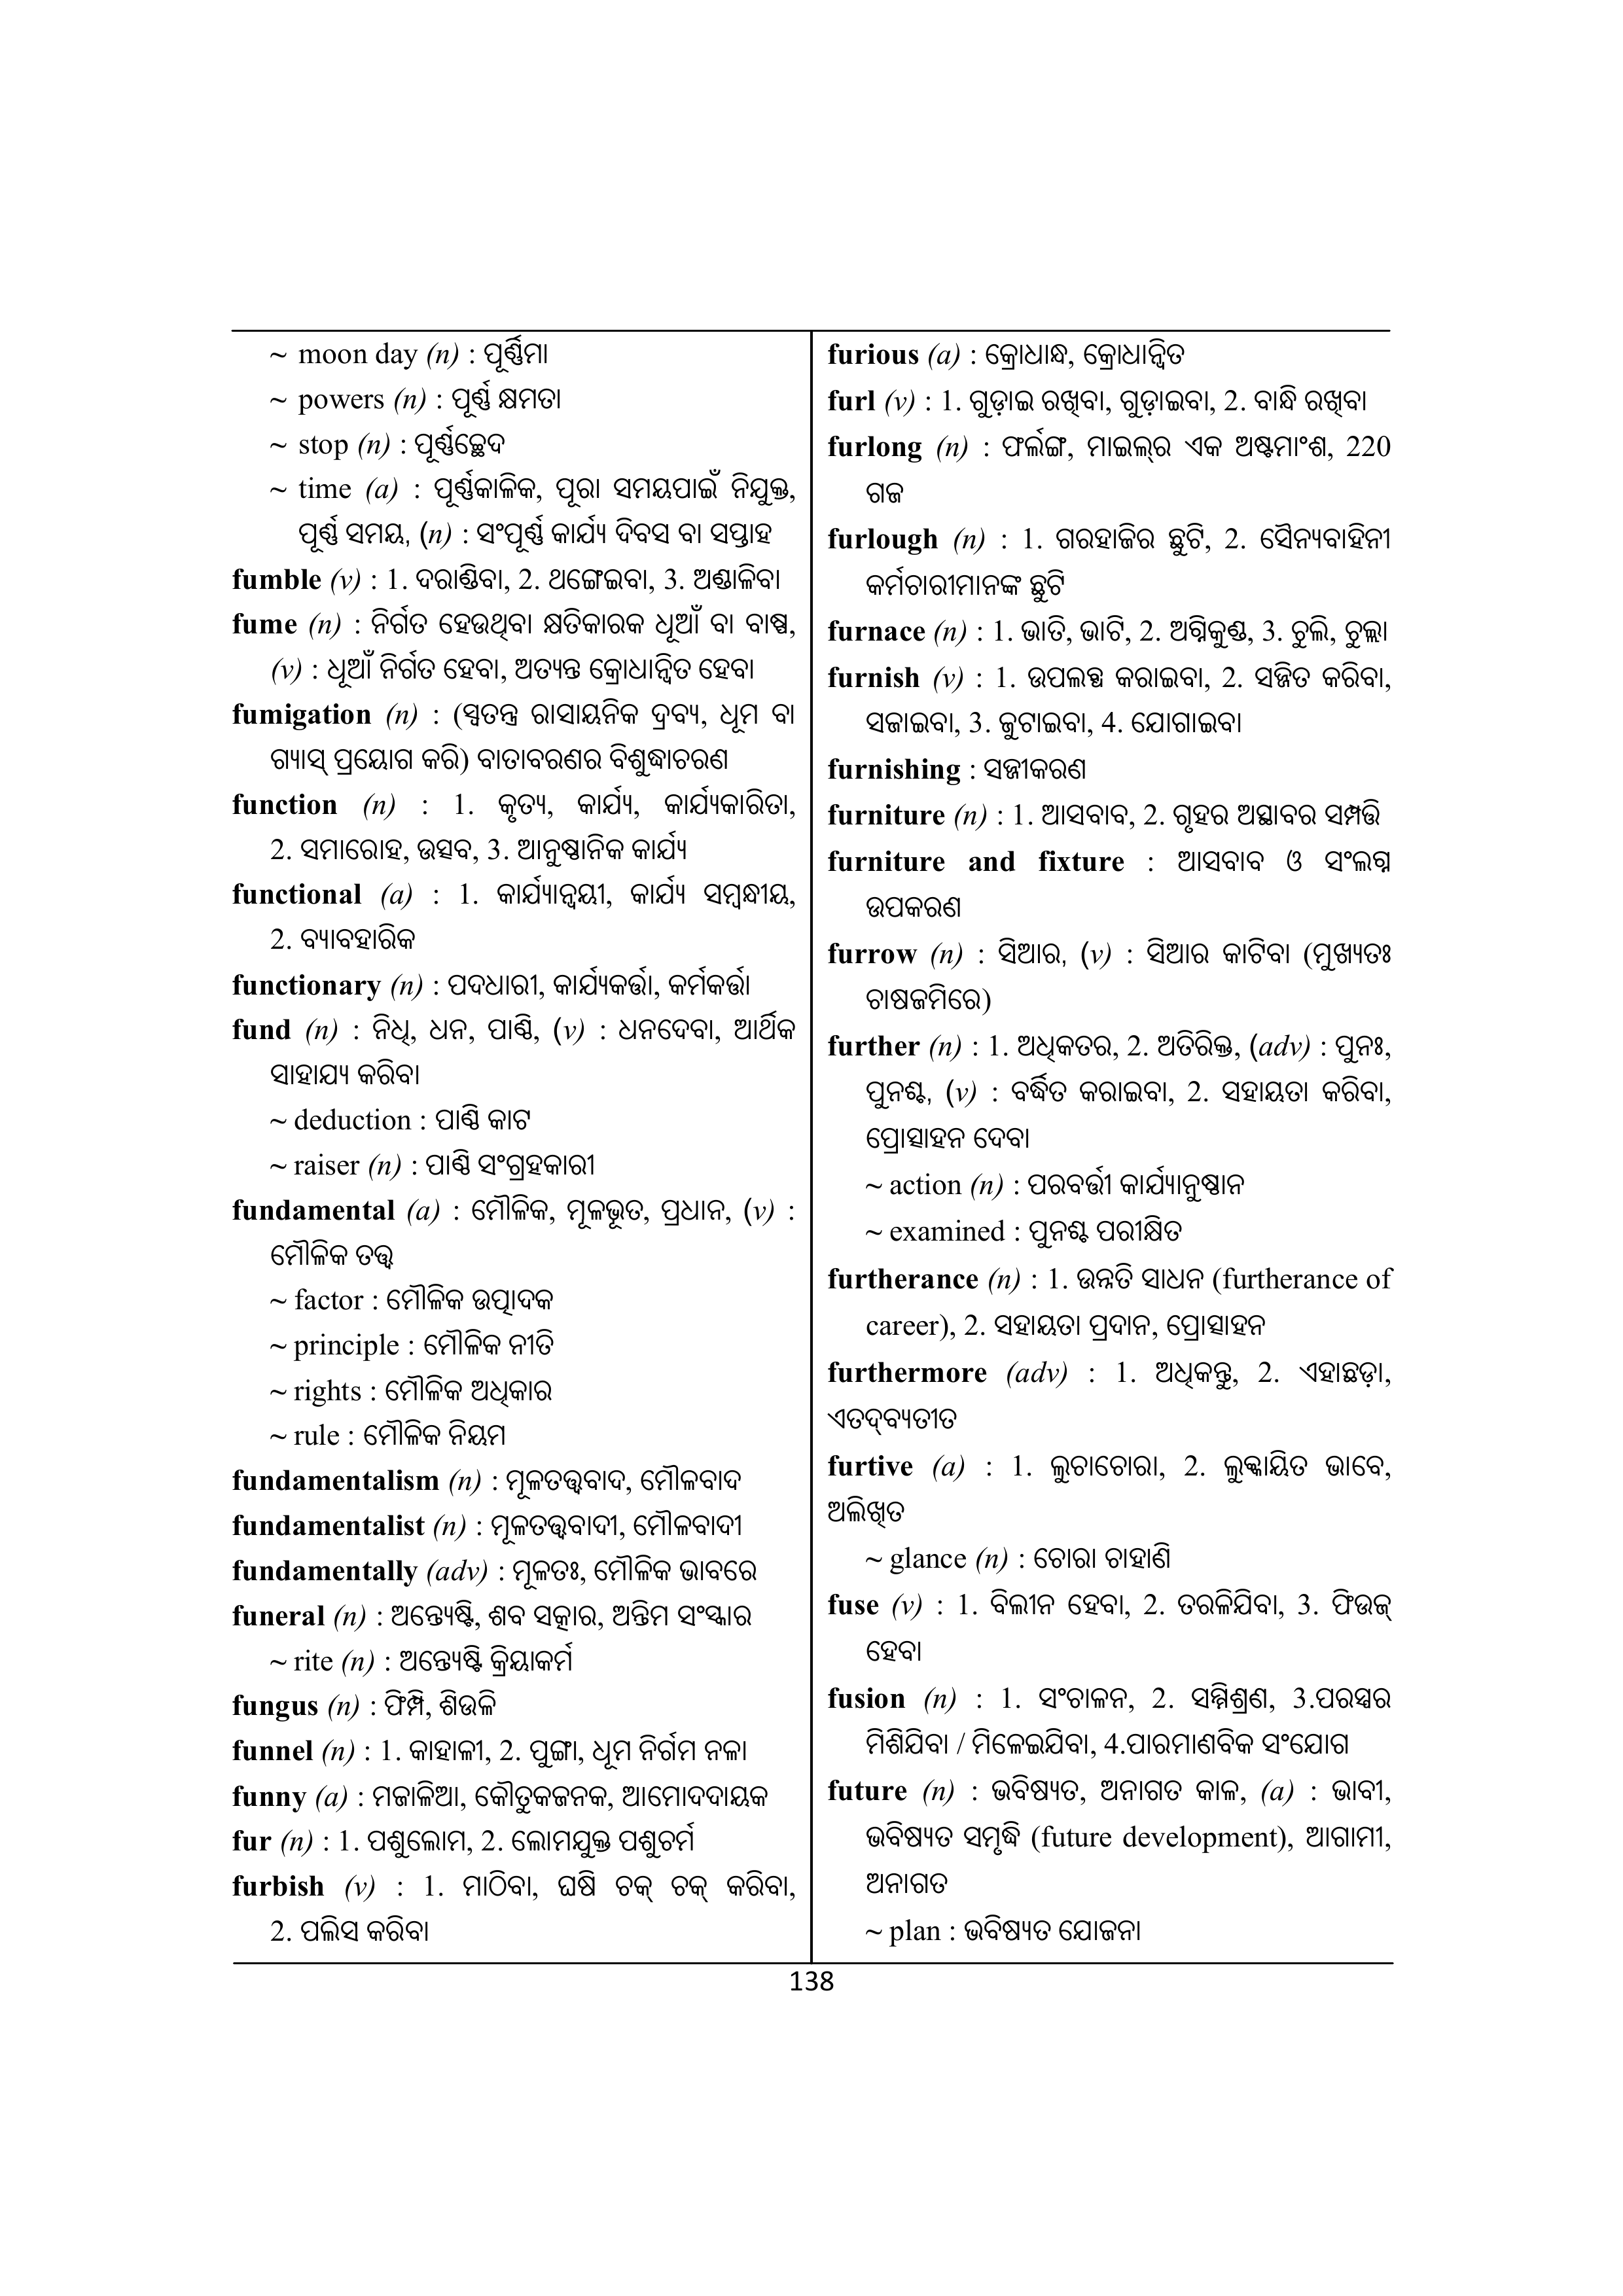 ~ moon day (n) : ପୂର୍ଣ୍ଣିମା
~ powers (n) : ପୂର୍ଣ୍ଣ କ୍ଷମତା
~ stop (n) : ପୂର୍ଣ୍ଣଚ୍ଛେଦ
~ time (a) : ପୂର୍ଣ୍ଣକାଳିକ, ପୂରା ସମୟପାଇଁ ନିଯୁକ୍ତ,
ପୂର୍ଣ୍ଣ ସମୟ, (n) : ସଂପୂର୍ଣ୍ଣ କାର୍ଯ୍ୟ ଦିବସ ବା ସପ୍ତାହ
fumble (v) : 1. ଦରାଣ୍ଡିବା, 2. ଥଙ୍ଗେଇବା, 3. ଅଣ୍ଡାଳିବା
fume (n) : ନିର୍ଗତ ହେଉଥିବା କ୍ଷତିକାରକ ଧୂଆଁ ବା ବାଷ୍ପ,
(v) : ଧୂଆଁ ନିର୍ଗତ ହେବା, ଅତ୍ୟନ୍ତ କ୍ରୋଧାନ୍ୱିତ ହେବା
fumigation (n) : (ସ୍ୱତନ୍ତ୍ର ରାସାୟନିକ ଦ୍ରବ୍ୟ, ଧୂମ ବା
ଗ୍ୟାସ୍ ପ୍ରୟୋଗ କରି) ବାତାବରଣର ବିଶୁଦ୍ଧାଚରଣ
function (n) : 1. କୃତ୍ୟ, କାର୍ଯ୍ୟ, କାର୍ଯ୍ୟକାରିତା,
2. ସମାରୋହ, ଉତ୍ସବ, 3. ଆନୁଷ୍ଠାନିକ କାର୍ଯ୍ୟ
functional (a) : 1. କାର୍ଯ୍ୟାନ୍ୱୟୀ, କାର୍ଯ୍ୟ ସମ୍ବନ୍ଧୀୟ,
2. ବ୍ୟାବହାରିକ
functionary (n) : ପଦଧାରୀ, କାର୍ଯ୍ୟକର୍ତ୍ତା, କର୍ମକର୍ତ୍ତା
fund (n) : ନିଧି, ଧନ, ପାଣ୍ଠି, (v) : ଧନଦେବା, ଆର୍ଥିକ
ସାହାଯ୍ୟ କରିବା
~ deduction : ପାଣ୍ଠି କାଟ
~ raiser (n) : ପାଣ୍ଠି ସଂଗ୍ରହକାରୀ
fundamental (a) : ମୌଳିକ, ମୂଳଭୂତ, ପ୍ରଧାନ, (v) :
ମୌଳିକ ତତ୍ତ୍ୱ
~ factor : ମୌଳିକ ଉତ୍ପାଦକ
~ principle : ମୌଳିକ ନୀତି
~ rights : ମୌଳିକ ଅଧିକାର
~ rule : ମୌଳିକ ନିୟମ
fundamentalism (n) : ମୂଳତତ୍ତ୍ୱବାଦ, ମୌଳବାଦ
fundamentalist (n) : ମୂଳତତ୍ତ୍ୱବାଦୀ, ମୌଳବାଦୀ
fundamentally (adv) : ମୂଳତଃ, ମୌଳିକ ଭାବରେ
funeral (n) : ଅନ୍ତ୍ୟେଷ୍ଟି, ଶବ ସତ୍କାର, ଅନ୍ତିମ ସଂସ୍କାର
~ rite (n) : ଅନ୍ତ୍ୟେଷ୍ଟି କ୍ରିୟାକର୍ମ
fungus (n) : ଫିମ୍ପି, ଶିଉଳି
funnel (n) : 1. କାହାଳୀ, 2. ପୁଙ୍ଗା, ଧୂମ ନିର୍ଗମ ନଳା
funny (a) : ମଜାଳିଆ, କୌତୁକଜନକ, ଆମୋଦଦାୟକ
fur (n) : 1. ପଶୁଲୋମ, 2. ଲୋମଯୁକ୍ତ ପଶୁଚର୍ମ
furbish (v) : 1. ମାଠିବା, ଘଷି ଚକ୍ ଚକ୍ କରିବା,
2. ପଲିସ କରିବା
furious (a) : କ୍ରୋଧାନ୍ଧ, କ୍ରୋଧାନ୍ୱିତ
furl (v) : 1. ଗୁଡ଼ାଇ ରଖିବା, ଗୁଡ଼ାଇବା, 2. ବାନ୍ଧି ରଖିବା
furlong (n) : ଫର୍ଲଙ୍ଗ, ମାଇଲ୍‌ର ଏକ ଅଷ୍ଟମାଂଶ, 220
ଗଜ
furlough (n) : 1. ଗରହାଜିର ଛୁଟି, 2. ସୈନ୍ୟବାହିନୀ
କର୍ମଚାରୀମାନଙ୍କ ଛୁଟି
furnace (n) : 1. ଭାତି, ଭାଟି, 2. ଅଗ୍ନିକୁଣ୍ଡ, 3. ଚୁଲି, ଚୁଲ୍ଲା
furnish (v) : 1. ଉପଲବ୍ଧ କରାଇବା, 2. ସଜ୍ଜିତ କରିବା,
ସଜାଇବା, 3. ଜୁଟାଇବା, 4. ଯୋଗାଇବା
furnishing : ସଜ୍ଜୀକରଣ
furniture (n) : 1. ଆସବାବ, 2. ଗୃହର ଅସ୍ଥାବର ସମ୍ପତ୍ତି
furniture and fixture : ଆସବାବ ଓ ସଂଲଗ୍ନ
ଉପକରଣ
furrow (n) : ସିଆର, (v) : ସିଆର କାଟିବା (ମୁଖ୍ୟତଃ
ଚାଷଜମିରେ)
further (n) : 1. ଅଧିକତର, 2. ଅତିରିକ୍ତ, (adv) : ପୁନଃ,
ପୁନଶ୍ଚ, (v) : ବର୍ଦ୍ଧିତ କରାଇବା, 2. ସହାୟତା କରିବା,
ପ୍ରୋତ୍ସାହନ ଦେବା
~ action (n) : ପରବର୍ତ୍ତୀ କାର୍ଯ୍ୟାନୁଷ୍ଠାନ
~ examined : ପୁନଶ୍ଚ ପରୀକ୍ଷିତ
furtherance (n) : 1. ଉନ୍ନତି ସାଧନ (furtherance of
career), 2. ସହାୟତା ପ୍ରଦାନ, ପ୍ରୋତ୍ସାହନ
furthermore (adv) : 1. ଅଧିକନ୍ତୁ, 2. ଏହାଛଡ଼ା,
ଏତଦ୍‌ବ୍ୟତୀତ
furtive (a) : 1. ଲୁଚାଚୋରା, 2. ଲୁକ୍କାୟିତ ଭାବେ,
ଅଲିଖିତ
~ glance (n) : ଚୋରା ଚାହାଣି
fuse (v) : 1. ବିଲୀନ ହେବା, 2. ତରଳିଯିବା, 3. ଫିଉଜ୍
ହେବା
fusion (n) : 1. ସଂଚାଳନ, 2. ସମ୍ମିଶ୍ରଣ, 3.ପରସ୍ପର
ମିଶିଯିବା / ମିଳେଇଯିବା, 4.ପାରମାଣବିକ ସଂଯୋଗ
future (n) : ଭବିଷ୍ୟତ, ଅନାଗତ କାଳ, (a) : ଭାବୀ,
ଭବିଷ୍ୟତ ସମୃଦ୍ଧି (future development), ଆଗାମୀ,
ଅନାଗତ
~ plan : ଭବିଷ୍ୟତ ଯୋଜନା
138